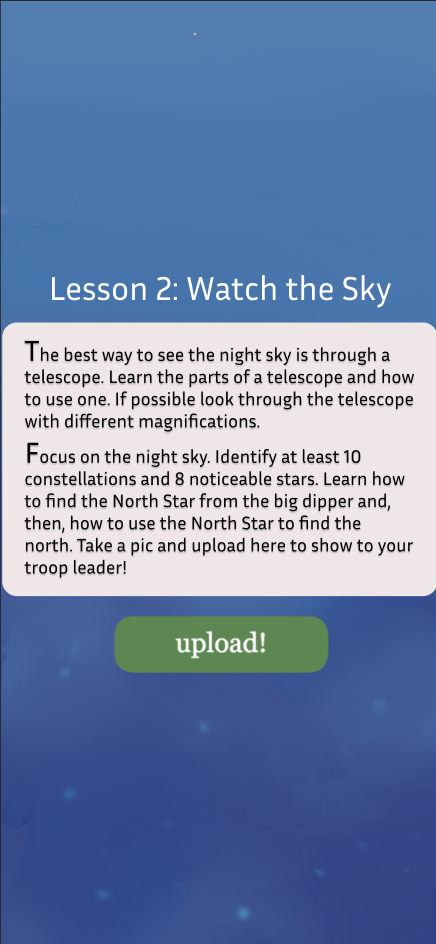 Lesson 2: Watch the Sky
The best way to see the night sky is through a
telescope. Learn the parts of a telescope and how
to use one. If possible look through the telescope
with different magnifications.
Focus on the night sky. Identify at least 10
constellations and 8 noticeable stars. Learn how
to find the North Star from the big dipper and,
then, how to use the North Star to find the
north. Take a pic and upload here to show to your
troop leader!
upload!